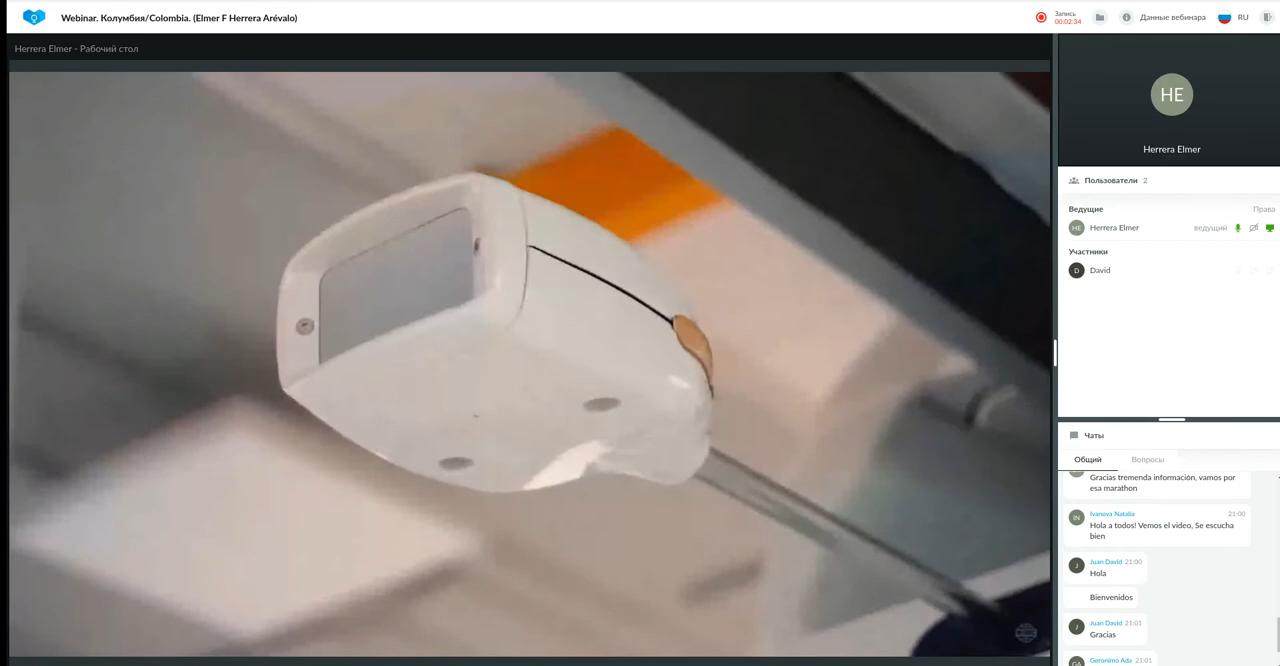 Webinar. Колумбия/Colombia. (Elmer F Herrera Arévalo)
Запись
00:02:34
Данные вебинара
RU
Herrera Elmer - Рабочий стол
HE
Herrera Elmer
Пользователи 2
Ведущие Права
HE Herrera Elmer ведущий
Участники
D David
Чаты
Общий Вопросы
Gracias tremenda información, vamos por
esa marathon
IN Ivanova Natalia 21:00
Hola a todos! Vemos el video, Se escucha
bien
J Juan David 21:00
Hola
Bienvenidos
J Juan David 21:01
Gracias
GA Geronimo Ada 21:01